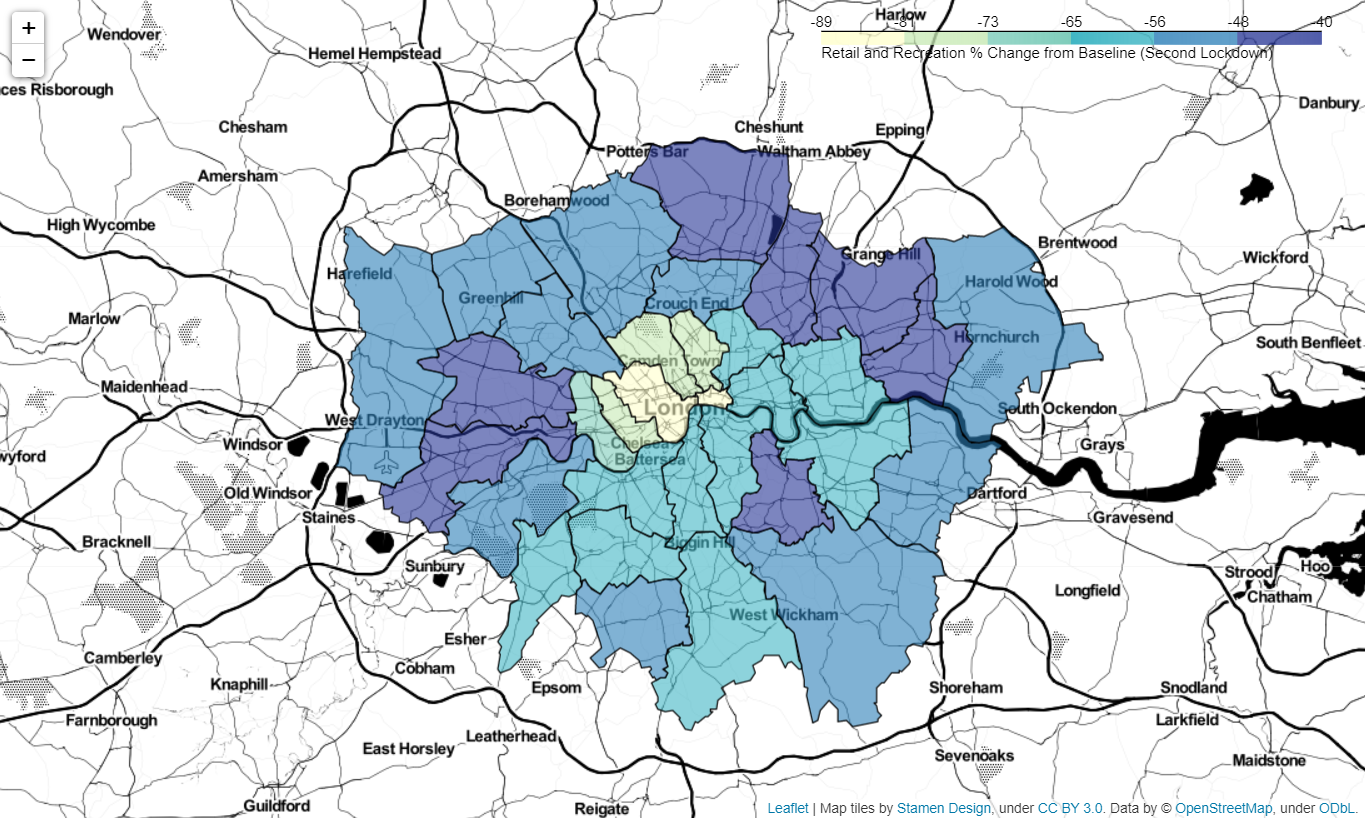 +
−
-89 -81 -73 -65 -56 -48 -40
Retail and Recreation % Change from Baseline (Second Lockdown)
Harlow
Wendover
Hemel Hempstead
ces Risborough
Danbury
Chesham
Cheshunt
Epping
Potters Bar
Waltham Abbey
Amersham
Borehamwood
High Wycombe
Brentwood
Grange Hill
Wickford
Harefield
Harold Wood
Greenhill
Crouch End
Marlow
Hornchurch
South Benfleet
Camden Town
Maidenhead
London
South Ockendon
West Drayton
Windsor
Chelsea
Grays
wyford
Battersea
Old Windsor
Dartford
Staines
Gravesend
Bracknell
Biggin Hill
Sunbury
Strood
Hoo
Longfield
Chatham
West Wickham
Esher
Camberley
Cobham
Knaphill
Epsom
Shoreham
Snodland
Farnborough
Larkfield
Leatherhead
East Horsley
Sevenoaks
Maidstone
Guildford
Reigate
Leaflet | Map tiles by Stamen Design, under CC BY 3.0. Data by © OpenStreetMap, under ODbL.